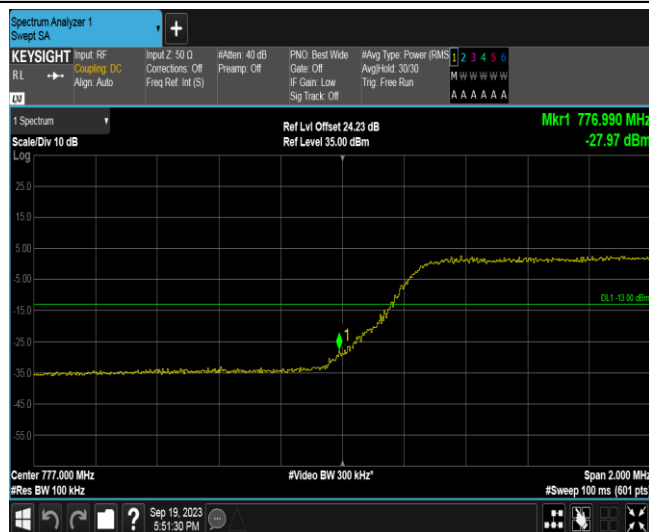 Spectrum Analyzer 1
Swept SA
+
KEYSIGHT
RL
LXI
Input: RF
Coupling: DC
Align: Auto
Input Z: 50 Ω
Corrections: Off
Freq Ref: Int (S)
#Atten: 40 dB
Preamp: Off
PNO: Best Wide
Gate: Off
IF Gain: Low
Sig Track: Off
#Avg Type: Power (RMS
Avg|Hold: 30/30
Trig: Free Run
1 2 3 4 5 6
M W W W W W
A A A A A A
1 Spectrum
Scale/Div 10 dB
Log
Ref Lvl Offset 24.23 dB
Ref Level 35.00 dBm
Mkr1 776.990 MHz
-27.97 dBm
25.0
15.0
5.00
-5.00
DL1 -13.00 dBm
-15.0
1
-25.0
-35.0
-45.0
-55.0
Center 777.000 MHz
#Res BW 100 kHz
#Video BW 300 kHz*
Span 2.000 MHz
#Sweep 100 ms (601 pts)
?
Sep 19, 2023
5:51:30 PM